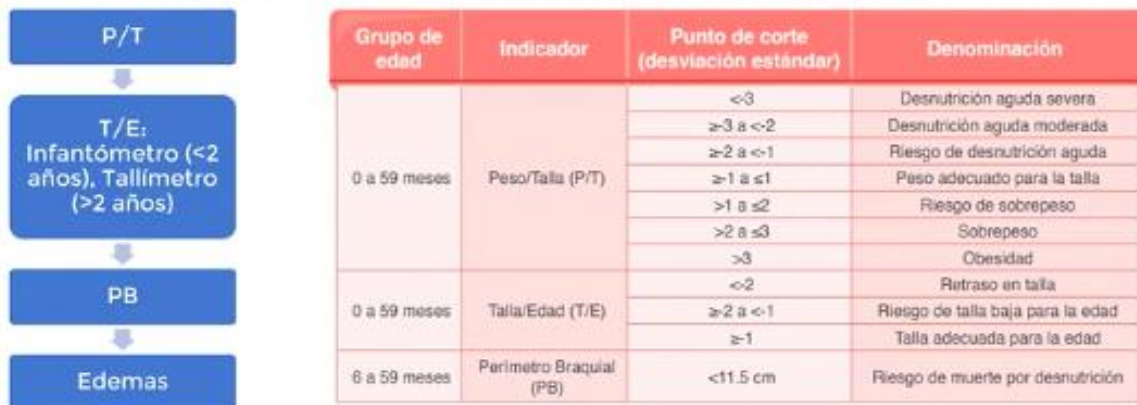 P/T
T/E:
Infantómetro (<2
años), Tallímetro
(>2 años)
PB
Edemas
Grupo de edad Indicador Punto de corte (desviación estándar) Denominación
0 a 59 meses Peso/Talla (P/T) <-3 Desnutrición aguda severa
≥-3 a <-2 Desnutrición aguda moderada
≥-2 a <-1 Riesgo de desnutrición aguda
≥-1 a ≤1 Peso adecuado para la talla
>1 a ≤2 Riesgo de sobrepeso
>2 a ≤3 Sobrepeso
>3 Obesidad
0 a 59 meses Talla/Edad (T/E) <-2 Retraso en talla
≥-2 a <-1 Riesgo de talla baja para la edad
≥-1 Talla adecuada para la edad
6 a 59 meses Perímetro Braquial (PB) <11.5 cm Riesgo de muerte por desnutrición